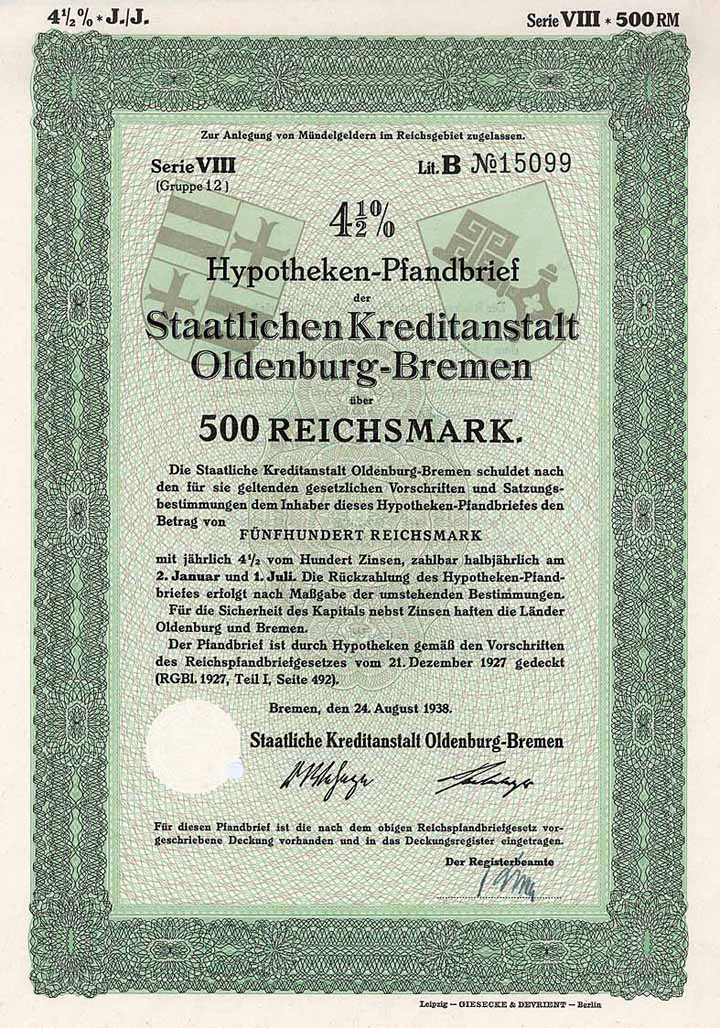 4½% * J./J.
Serie VIII * 500 RM
Zur Anlegung von Mündelgeldern im Reichsgebiet zugelassen.
Serie VIII
Lit. B № 15099
(Gruppe 12)
4½%
Hypotheken-Pfandbrief
der
Staatlichen Kreditanstalt
Oldenburg-Bremen
über
500 REICHSMARK.
Die Staatliche Kreditanstalt Oldenburg-Bremen schuldet nach
den für sie geltenden gesetzlichen Vorschriften und Satzungs-
bestimmungen dem Inhaber dieses Hypotheken-Pfandbriefes den
Betrag von
FÜNFHUNDERT REICHSMARK
mit jährlich 4½ vom Hundert Zinsen, zahlbar halbjährlich am
2. Januar und 1. Juli. Die Rückzahlung des Hypotheken-Pfand-
briefes erfolgt nach Maßgabe der umstehenden Bestimmungen.
Für die Sicherheit des Kapitals nebst Zinsen haften die Länder
Oldenburg und Bremen.
Der Pfandbrief ist durch Hypotheken gemäß den Vorschriften
des Reichspfandbriefgesetzes vom 21. Dezember 1927 gedeckt
(RGBl. 1927, Teil I, Seite 492).
Bremen, den 24. August 1938.
Staatliche Kreditanstalt Oldenburg-Bremen
Für diesen Pfandbrief ist die nach dem obigen Reichspfandbriefgesetz vor-
geschriebene Deckung vorhanden und in das Deckungsregister eingetragen.
Der Registerbeamte
Leipzig — GIESECKE & DEVRIENT — Berlin